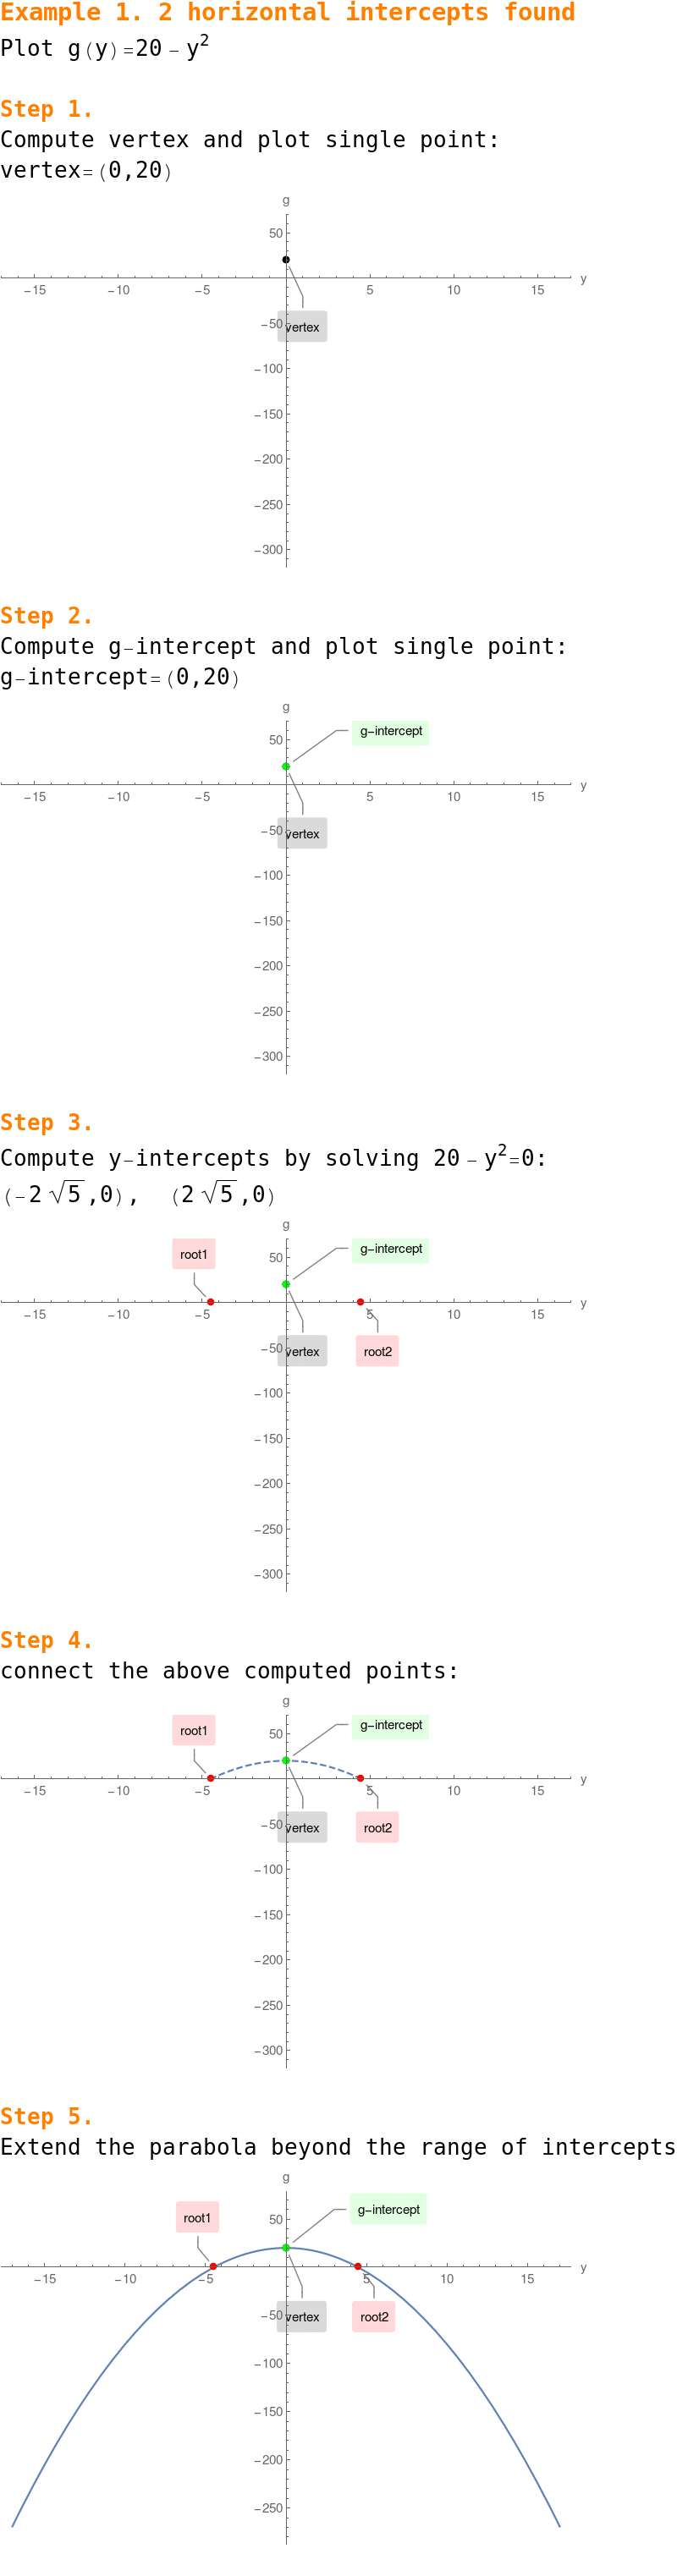 Example 1. 2 horizontal intercepts found
Plot g(y)=20-y²
Step 1.
Compute vertex and plot single point:
vertex=(0,20)
g
50
y
-15 -10 -5 5 10 15
-50
vertex
-100
-150
-200
-250
-300
Step 2.
Compute g-intercept and plot single point:
g-intercept=(0,20)
g
g-intercept
50
y
-15 -10 -5 5 10 15
-50
vertex
-100
-150
-200
-250
-300
Step 3.
Compute y-intercepts by solving 20-y²=0:
(-2√5,0), (2√5,0)
g
root1
g-intercept
50
y
-15 -10 -5 5 10 15
-50
vertex
root2
-100
-150
-200
-250
-300
Step 4.
connect the above computed points:
g
root1
g-intercept
50
y
-15 -10 -5 5 10 15
-50
vertex
root2
-100
-150
-200
-250
-300
Step 5.
Extend the parabola beyond the range of intercepts
g
root1
g-intercept
50
y
-15 -10 -5 5 10 15
-50
vertex
root2
-100
-150
-200
-250